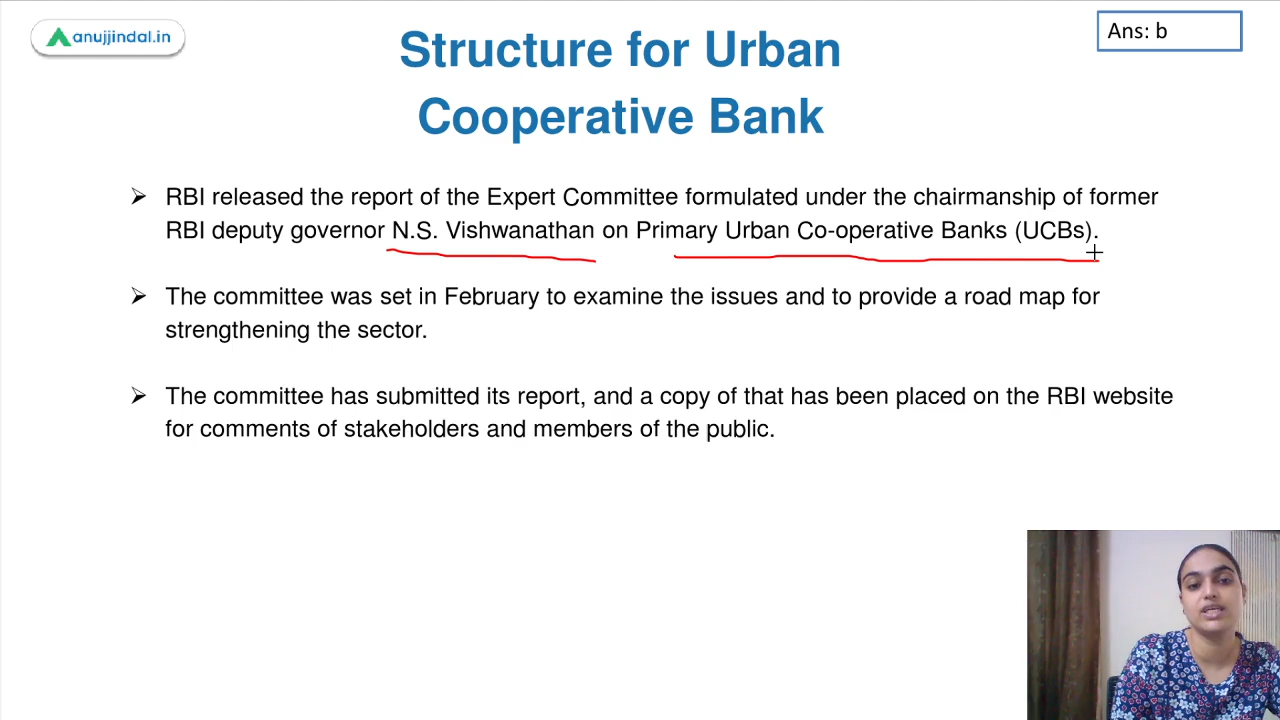 anujjindal.in
Ans: b
Structure for Urban
Cooperative Bank
➢ RBI released the report of the Expert Committee formulated under the chairmanship of former
RBI deputy governor N.S. Vishwanathan on Primary Urban Co-operative Banks (UCBs).
➢ The committee was set in February to examine the issues and to provide a road map for
strengthening the sector.
➢ The committee has submitted its report, and a copy of that has been placed on the RBI website
for comments of stakeholders and members of the public.